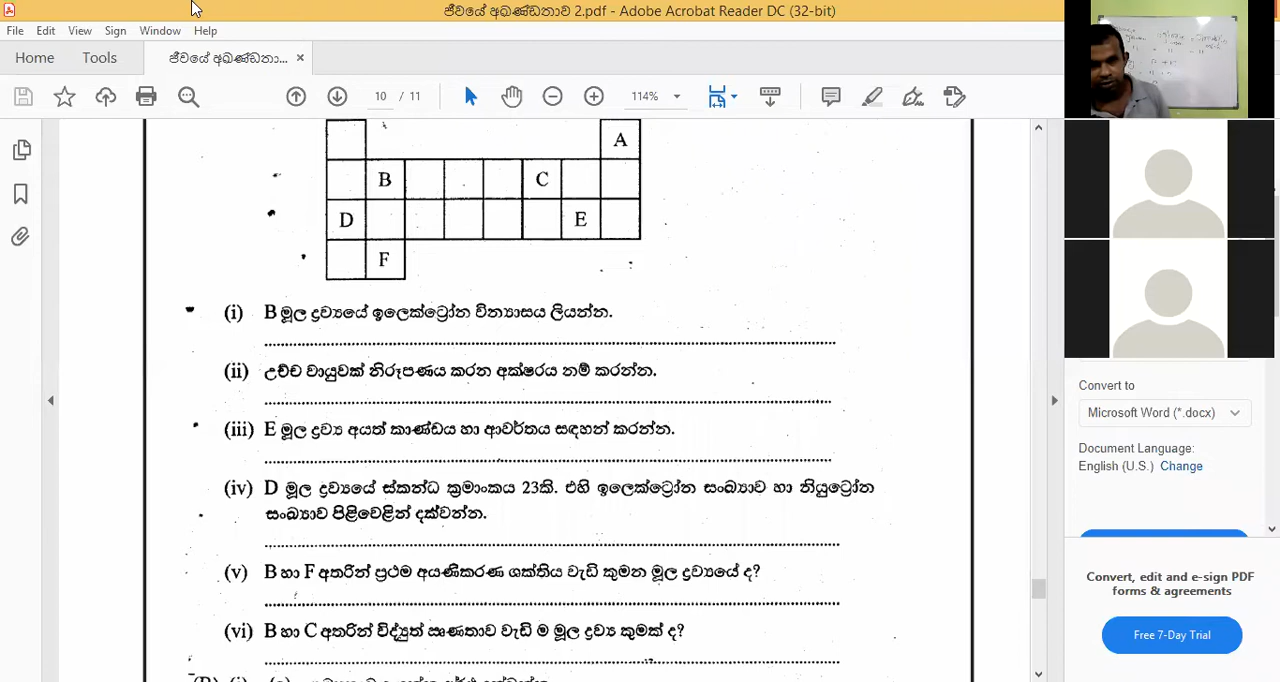 ජීවයේ අඛණ්ඩතාව 2.pdf - Adobe Acrobat Reader DC (32-bit)
File Edit View Sign Window Help
Home Tools ජීවයේ අඛණ්ඩතා... ×
10 / 11 114%
A
B C
D E
F
(i) B මූල ද්‍රව්‍යයේ ඉලෙක්ට්‍රෝන වින්‍යාසය ලියන්න.
(ii) උච්ච වායුවක් නිරූපණය කරන අක්ෂරය නම් කරන්න.
(iii) E මූල ද්‍රව්‍ය අයත් කාණ්ඩය හා ආවර්තය සඳහන් කරන්න.
(iv) D මූල ද්‍රව්‍යයේ ස්කන්ධ ක්‍රමාංකය 23කි. එහි ඉලෙක්ට්‍රෝන සංඛ්‍යාව හා නියුට්‍රෝන
සංඛ්‍යාව පිළිවෙළින් දක්වන්න.
(v) B හා F අතරින් ප්‍රථම අයණීකරණ ශක්තිය වැඩි කුමන මූල ද්‍රව්‍යයේ ද?
(vi) B හා C අතරින් විද්‍යුත් සෘණතාව වැඩි ම මූල ද්‍රව්‍ය කුමක් ද?
Convert to
Microsoft Word (*.docx)
Document Language:
English (U.S.) Change
Convert, edit and e-sign PDF
forms & agreements
Free 7-Day Trial